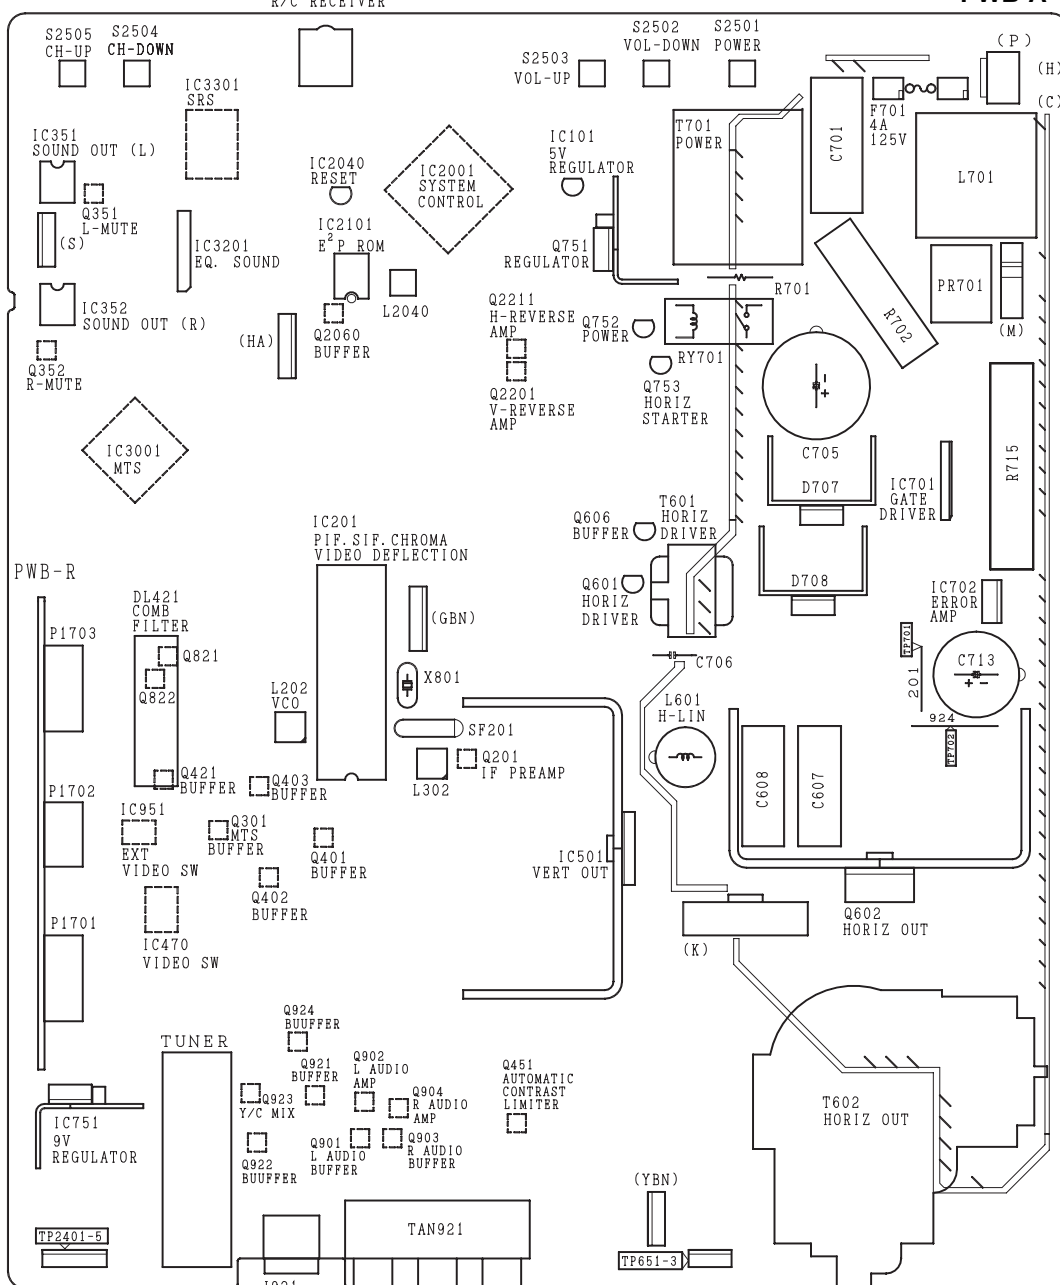 R/C RECEIVER
PWB-A
S2505
CH-UP
S2504
CH-DOWN
S2503
VOL-UP
S2502
VOL-DOWN
S2501
POWER
(P)
(H)
(C)
IC3301
SRS
IC351
SOUND OUT (L)
Q351
L-MUTE
(S)
IC352
SOUND OUT (R)
Q352
R-MUTE
IC3201
EQ. SOUND
IC2040
RESET
IC2101
E²P ROM
L2040
Q2060
BUFFER
(HA)
IC2001
SYSTEM
CONTROL
IC101
5V
REGULATOR
Q751
REGULATOR
T701
POWER
C701
F701
4A
125V
L701
R701
R702
PR701
(M)
Q2211
H-REVERSE
AMP
Q2201
V-REVERSE
AMP
Q752
POWER
RY701
Q753
HORIZ
STARTER
C705
D707
D708
IC701
GATE
DRIVER
R715
IC3001
MTS
IC201
PIF.SIF.CHROMA
VIDEO DEFLECTION
Q606
BUFFER
T601
HORIZ
DRIVER
Q601
HORIZ
DRIVER
IC702
ERROR
AMP
TP701
201
C713
924
TP702
PWB-R
P1703
P1702
P1701
DL421
COMB
FILTER
Q821
Q822
Q421
BUFFER
(GBN)
X801
L202
VCO
SF201
L302
Q201
IF PREAMP
C706
L601
H-LIN
C608
C607
Q403
BUFFER
IC951
EXT
VIDEO SW
Q301
MTS
BUFFER
Q401
BUFFER
Q402
BUFFER
IC470
VIDEO SW
IC501
VERT OUT
Q602
HORIZ OUT
(K)
TUNER
Q924
BUUFFER
Q921
BUFFER
Q902
L AUDIO
AMP
Q904
R AUDIO
AMP
Q923
Y/C MIX
Q922
BUUFFER
Q901
L AUDIO
BUFFER
Q903
R AUDIO
BUFFER
Q451
AUTOMATIC
CONTRAST
LIMITER
T602
HORIZ OUT
IC751
9V
REGULATOR
TP2401-5
TAN921
(YBN)
TP651-3